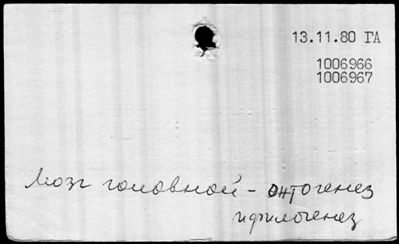 13.11.80 ГА
1006966
1006967
Мозг головной - онтогенез
и филогенез